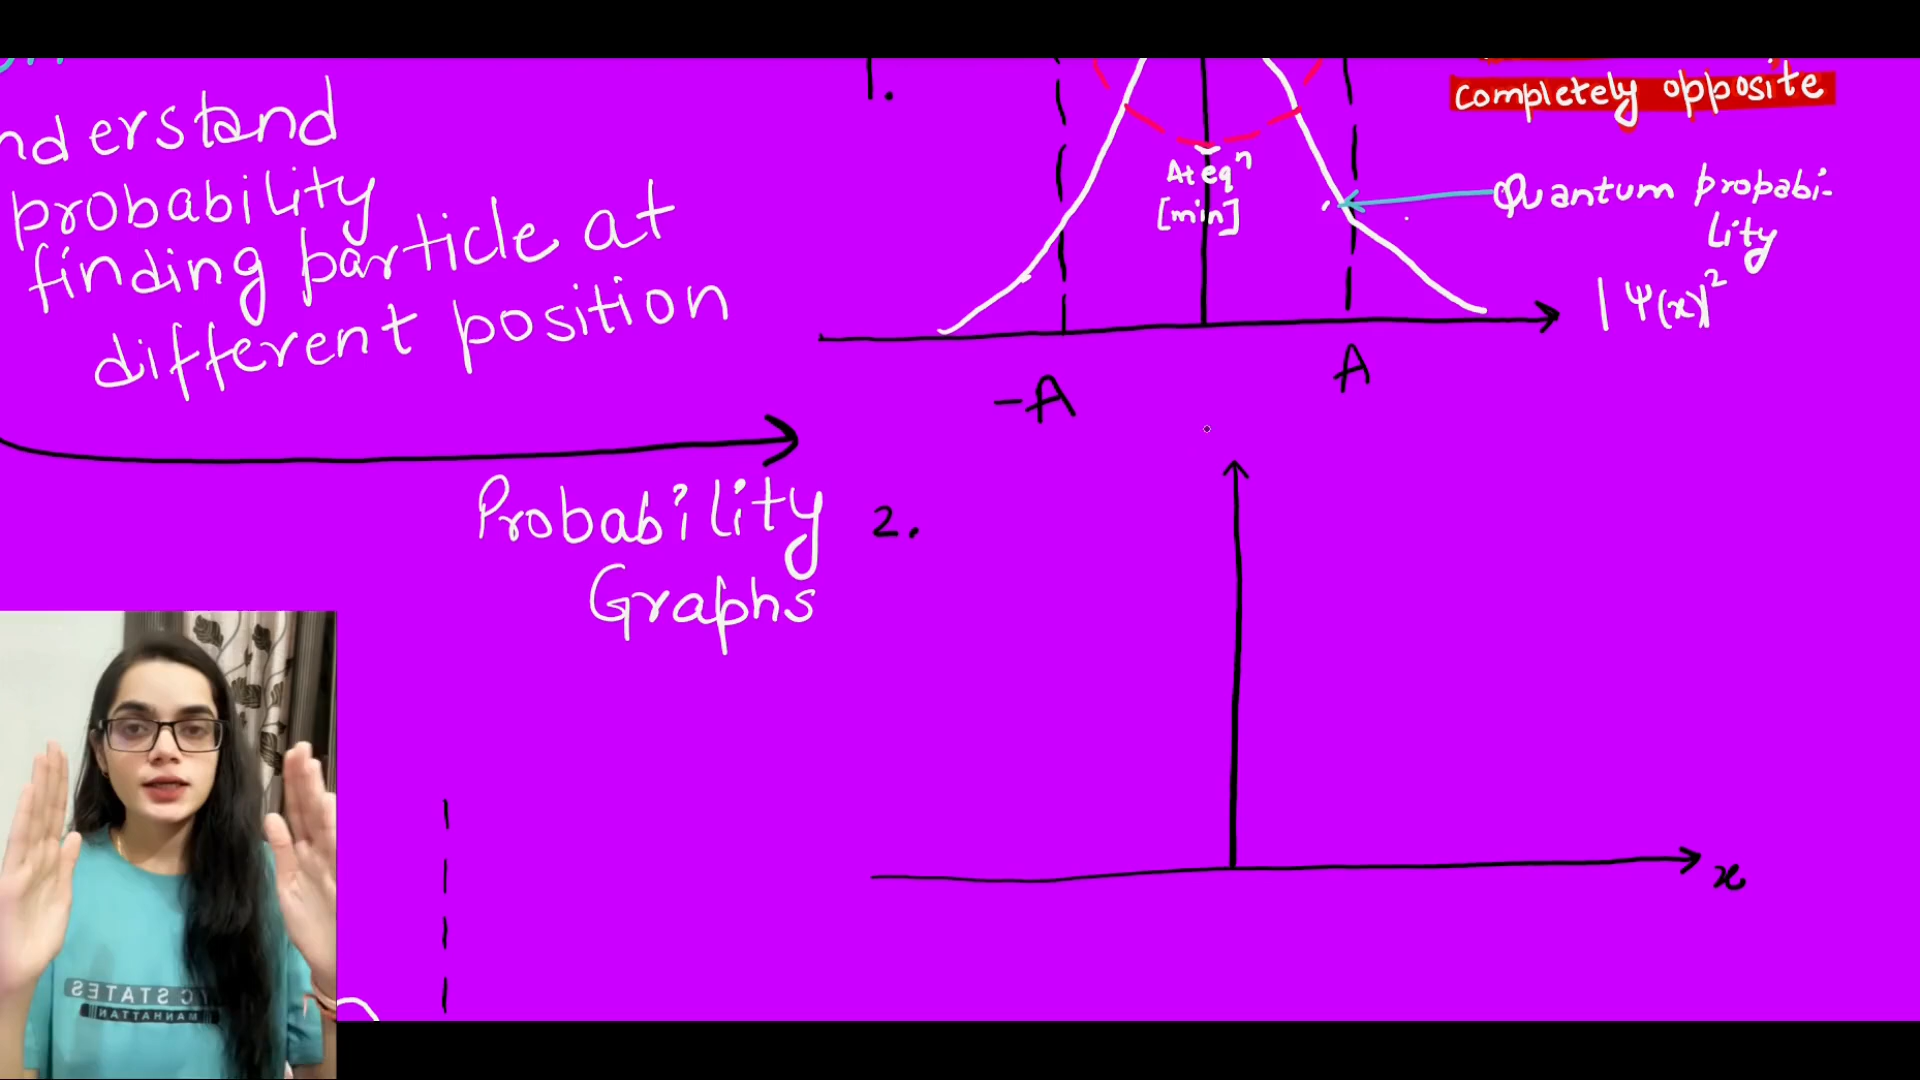 nderstand
probability
finding particle at
different position
Probability
Graphs
1.
completely opposite
At eqⁿ
[min]
Quantum probabi-
lity
|Ψ(x)|²
-A
A
2.
x